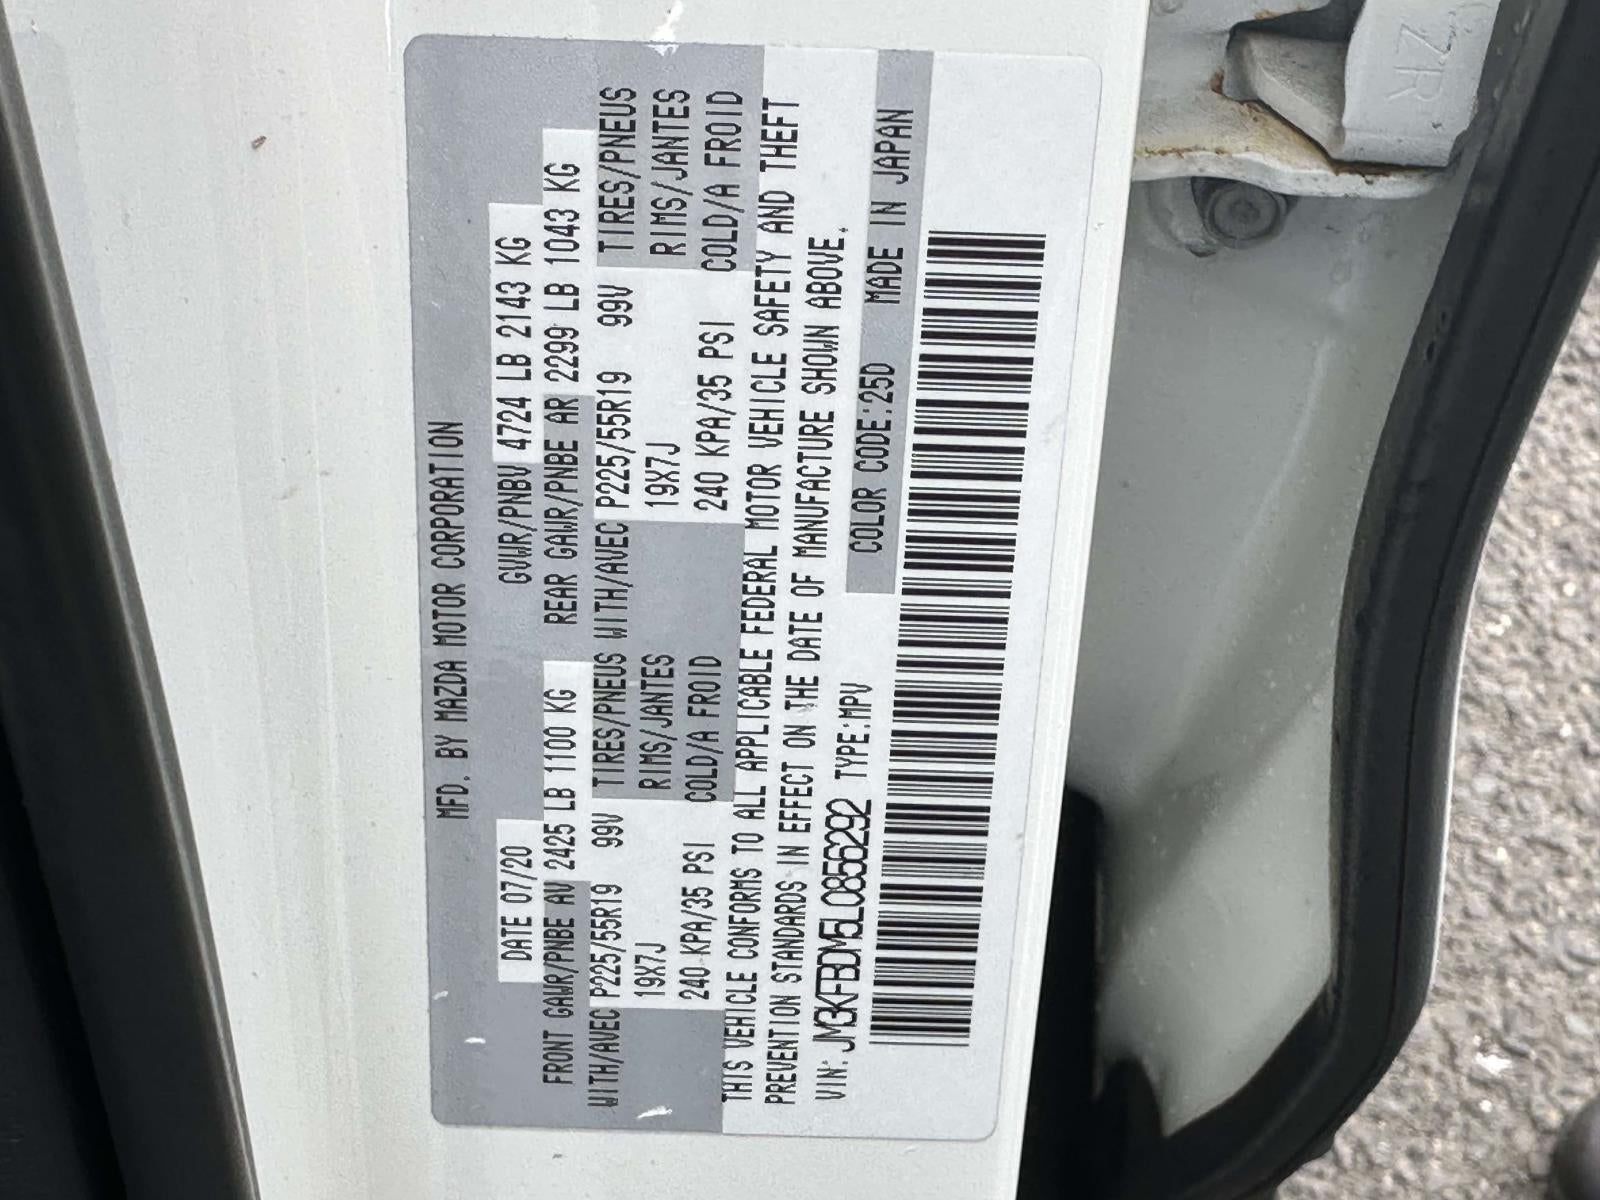 MFD. BY MAZDA MOTOR CORPORATION
DATE 07/20 GVWR/PNBV 4724 LB 2143 KG
FRONT GAWR/PNBE AV 2425 LB 1100 KG REAR GAWR/PNBE AR 2299 LB 1043 KG
WITH/AVEC P225/55R19 99V TIRES/PNEUS WITH/AVEC P225/55R19 99V TIRES/PNEUS
19X7J RIMS/JANTES 19X7J RIMS/JANTES
240 KPA/35 PSI COLD/A FROID 240 KPA/35 PSI COLD/A FROID
THIS VEHICLE CONFORMS TO ALL APPLICABLE FEDERAL MOTOR VEHICLE SAFETY AND THEFT
PREVENTION STANDARDS IN EFFECT ON THE DATE OF MANUFACTURE SHOWN ABOVE.
VIN: JM3KFBDM5L0856292 TYPE:MPV COLOR CODE:25D MADE IN JAPAN
ZR